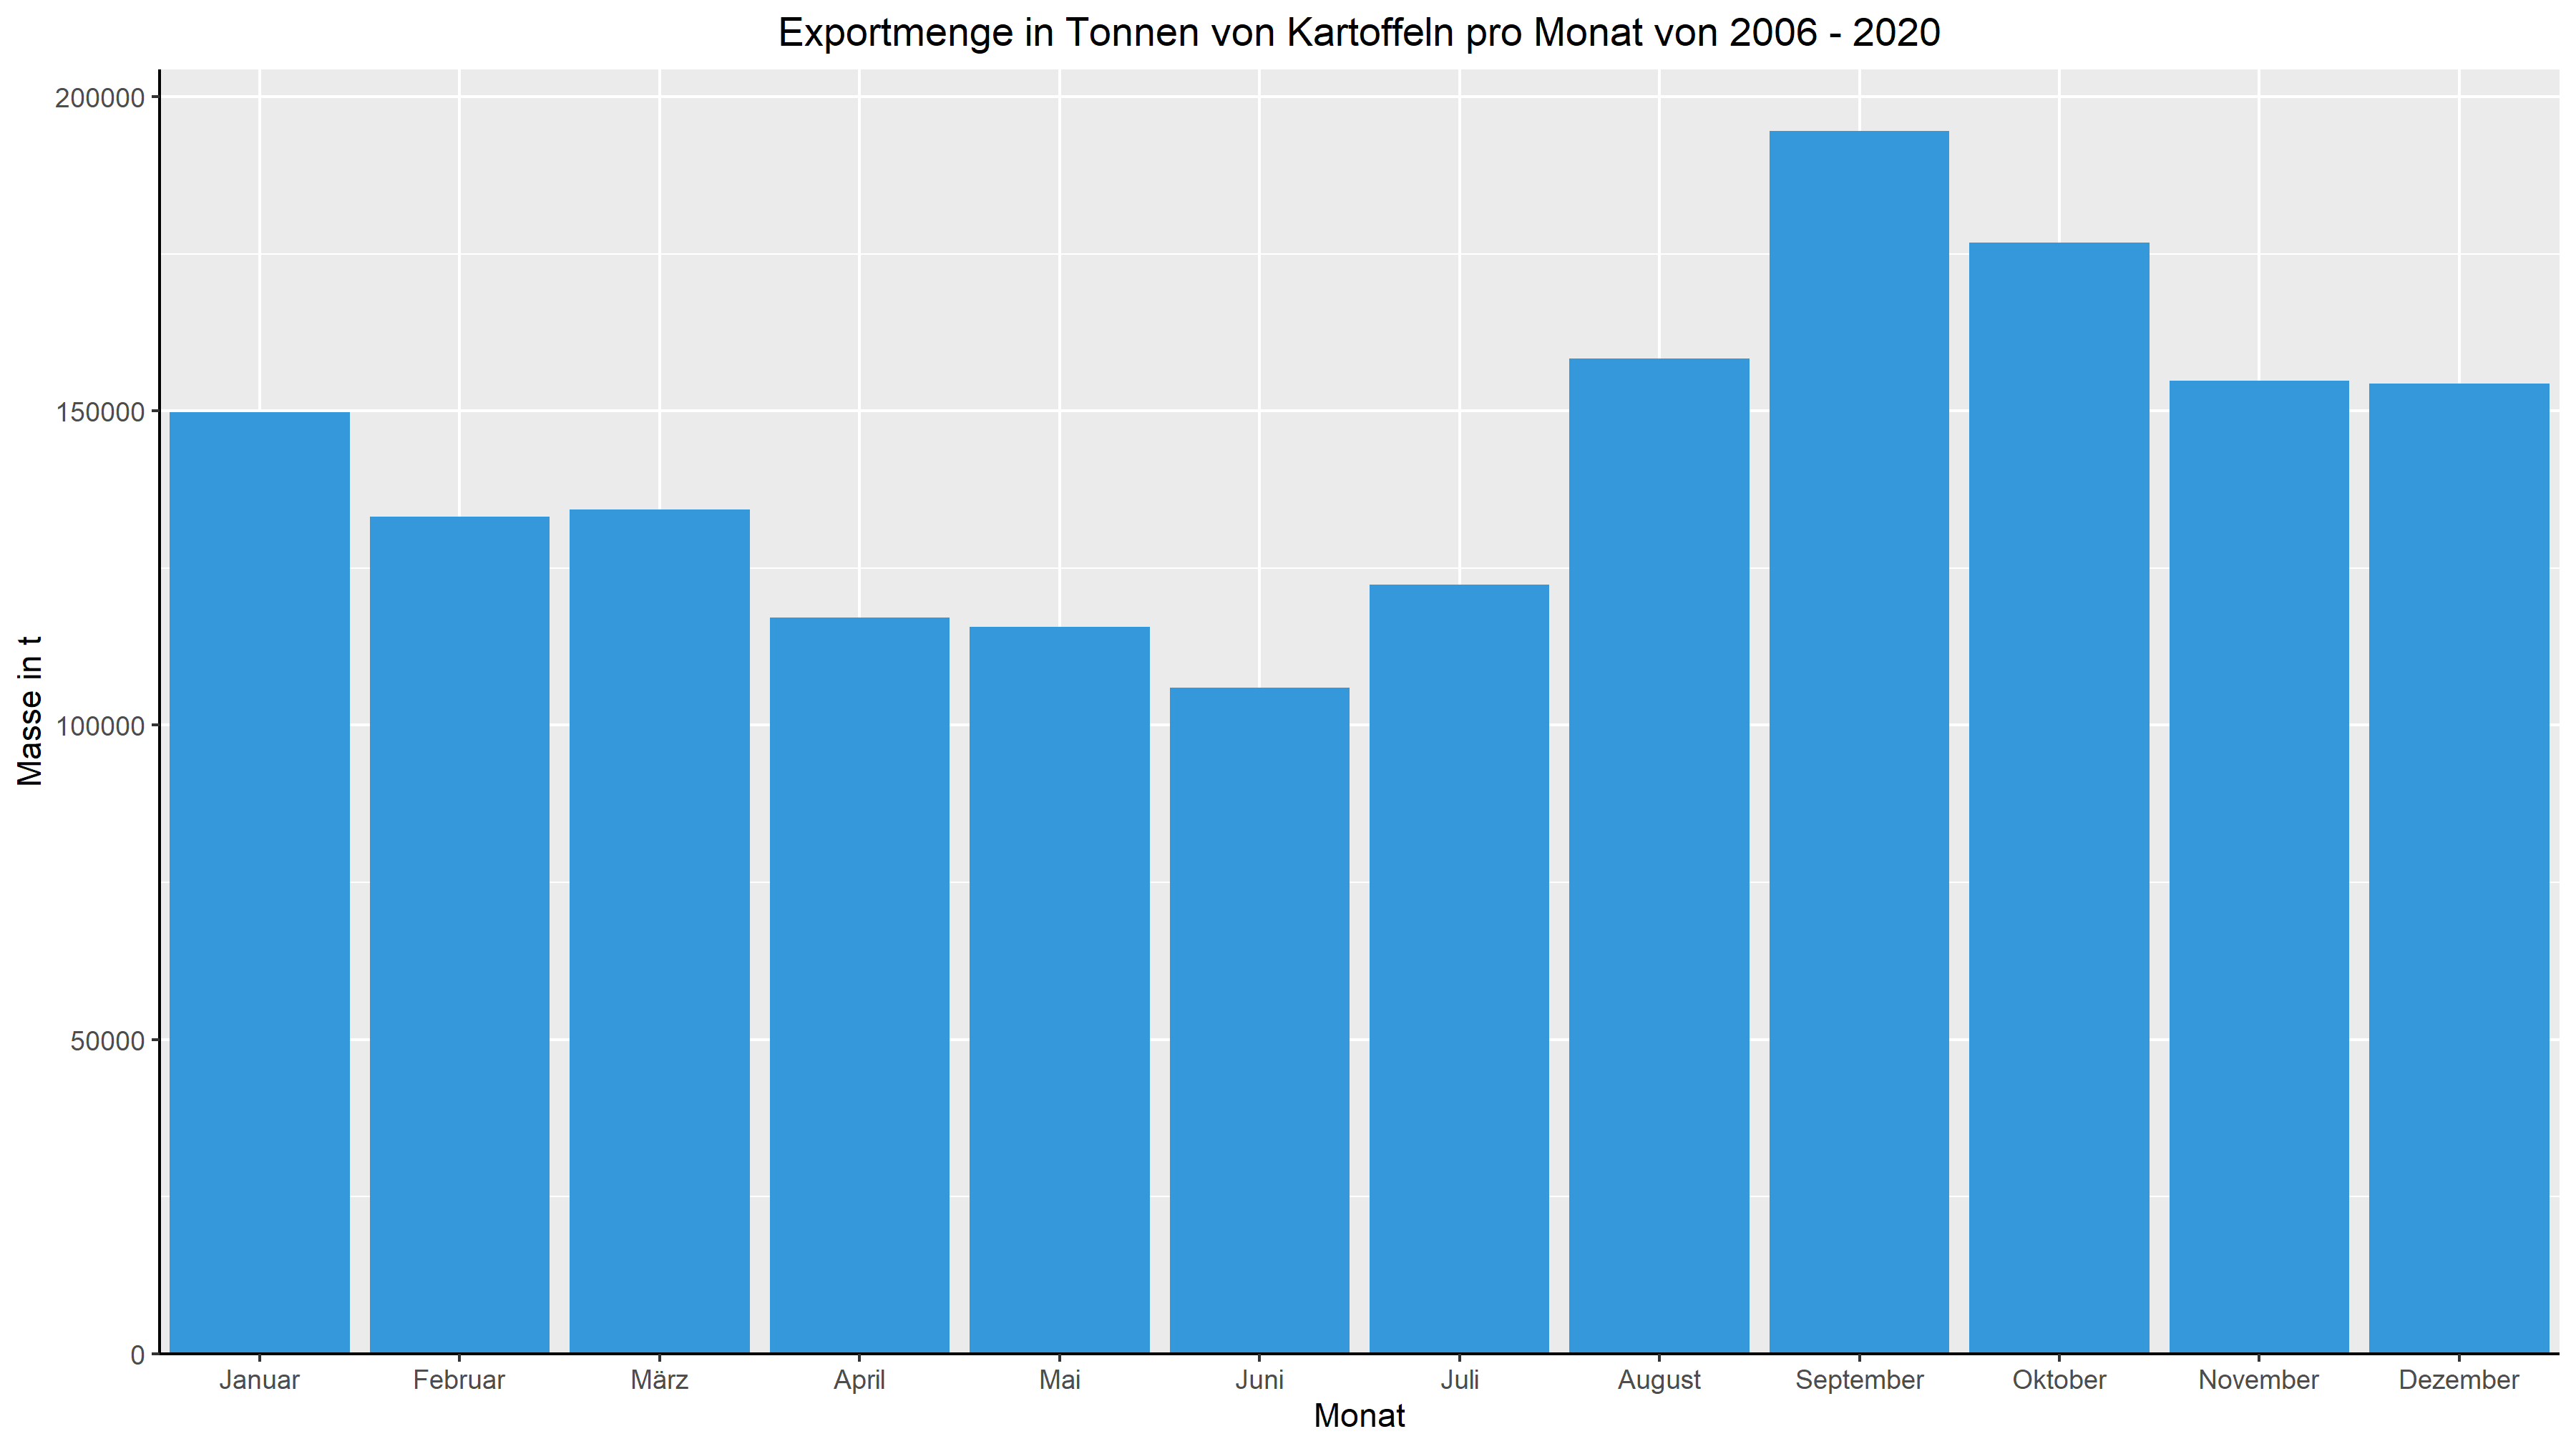 Exportmenge in Tonnen von Kartoffeln pro Monat von 2006 - 2020
Masse in t
200000
150000
100000
50000
0
Januar Februar März April Mai Juni Juli August September Oktober November Dezember
Monat